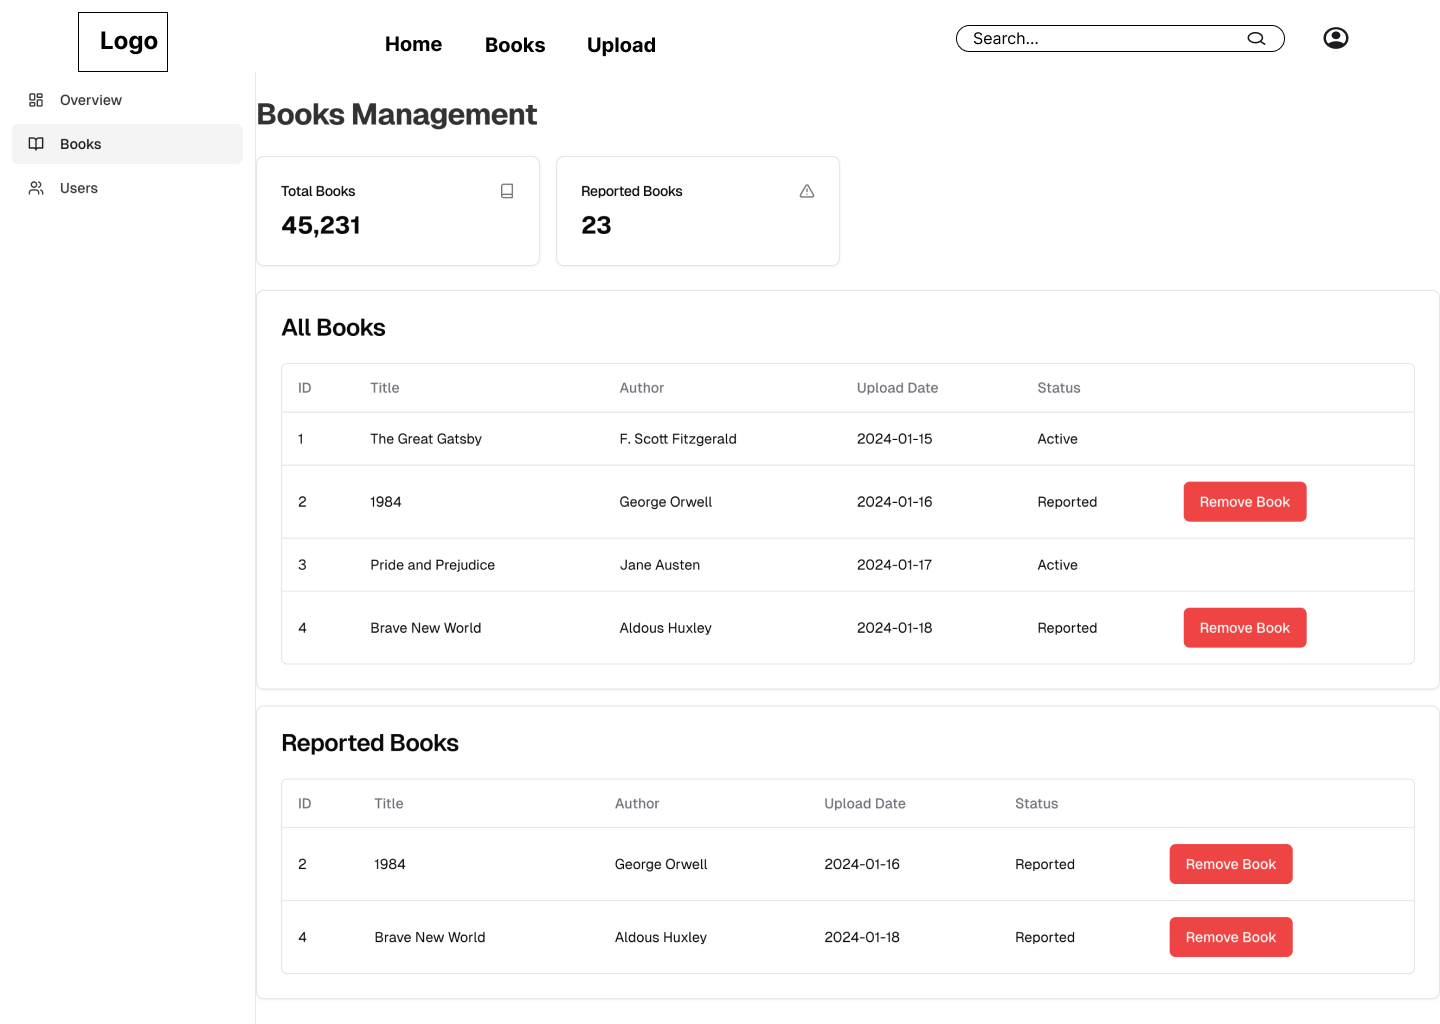 Logo
Home Books Upload Search...
Overview
Books
Users
Books Management
Total Books
45,231
Reported Books
23
All Books
ID Title Author Upload Date Status
1 The Great Gatsby F. Scott Fitzgerald 2024-01-15 Active
2 1984 George Orwell 2024-01-16 Reported Remove Book
3 Pride and Prejudice Jane Austen 2024-01-17 Active
4 Brave New World Aldous Huxley 2024-01-18 Reported Remove Book
Reported Books
ID Title Author Upload Date Status
2 1984 George Orwell 2024-01-16 Reported Remove Book
4 Brave New World Aldous Huxley 2024-01-18 Reported Remove Book